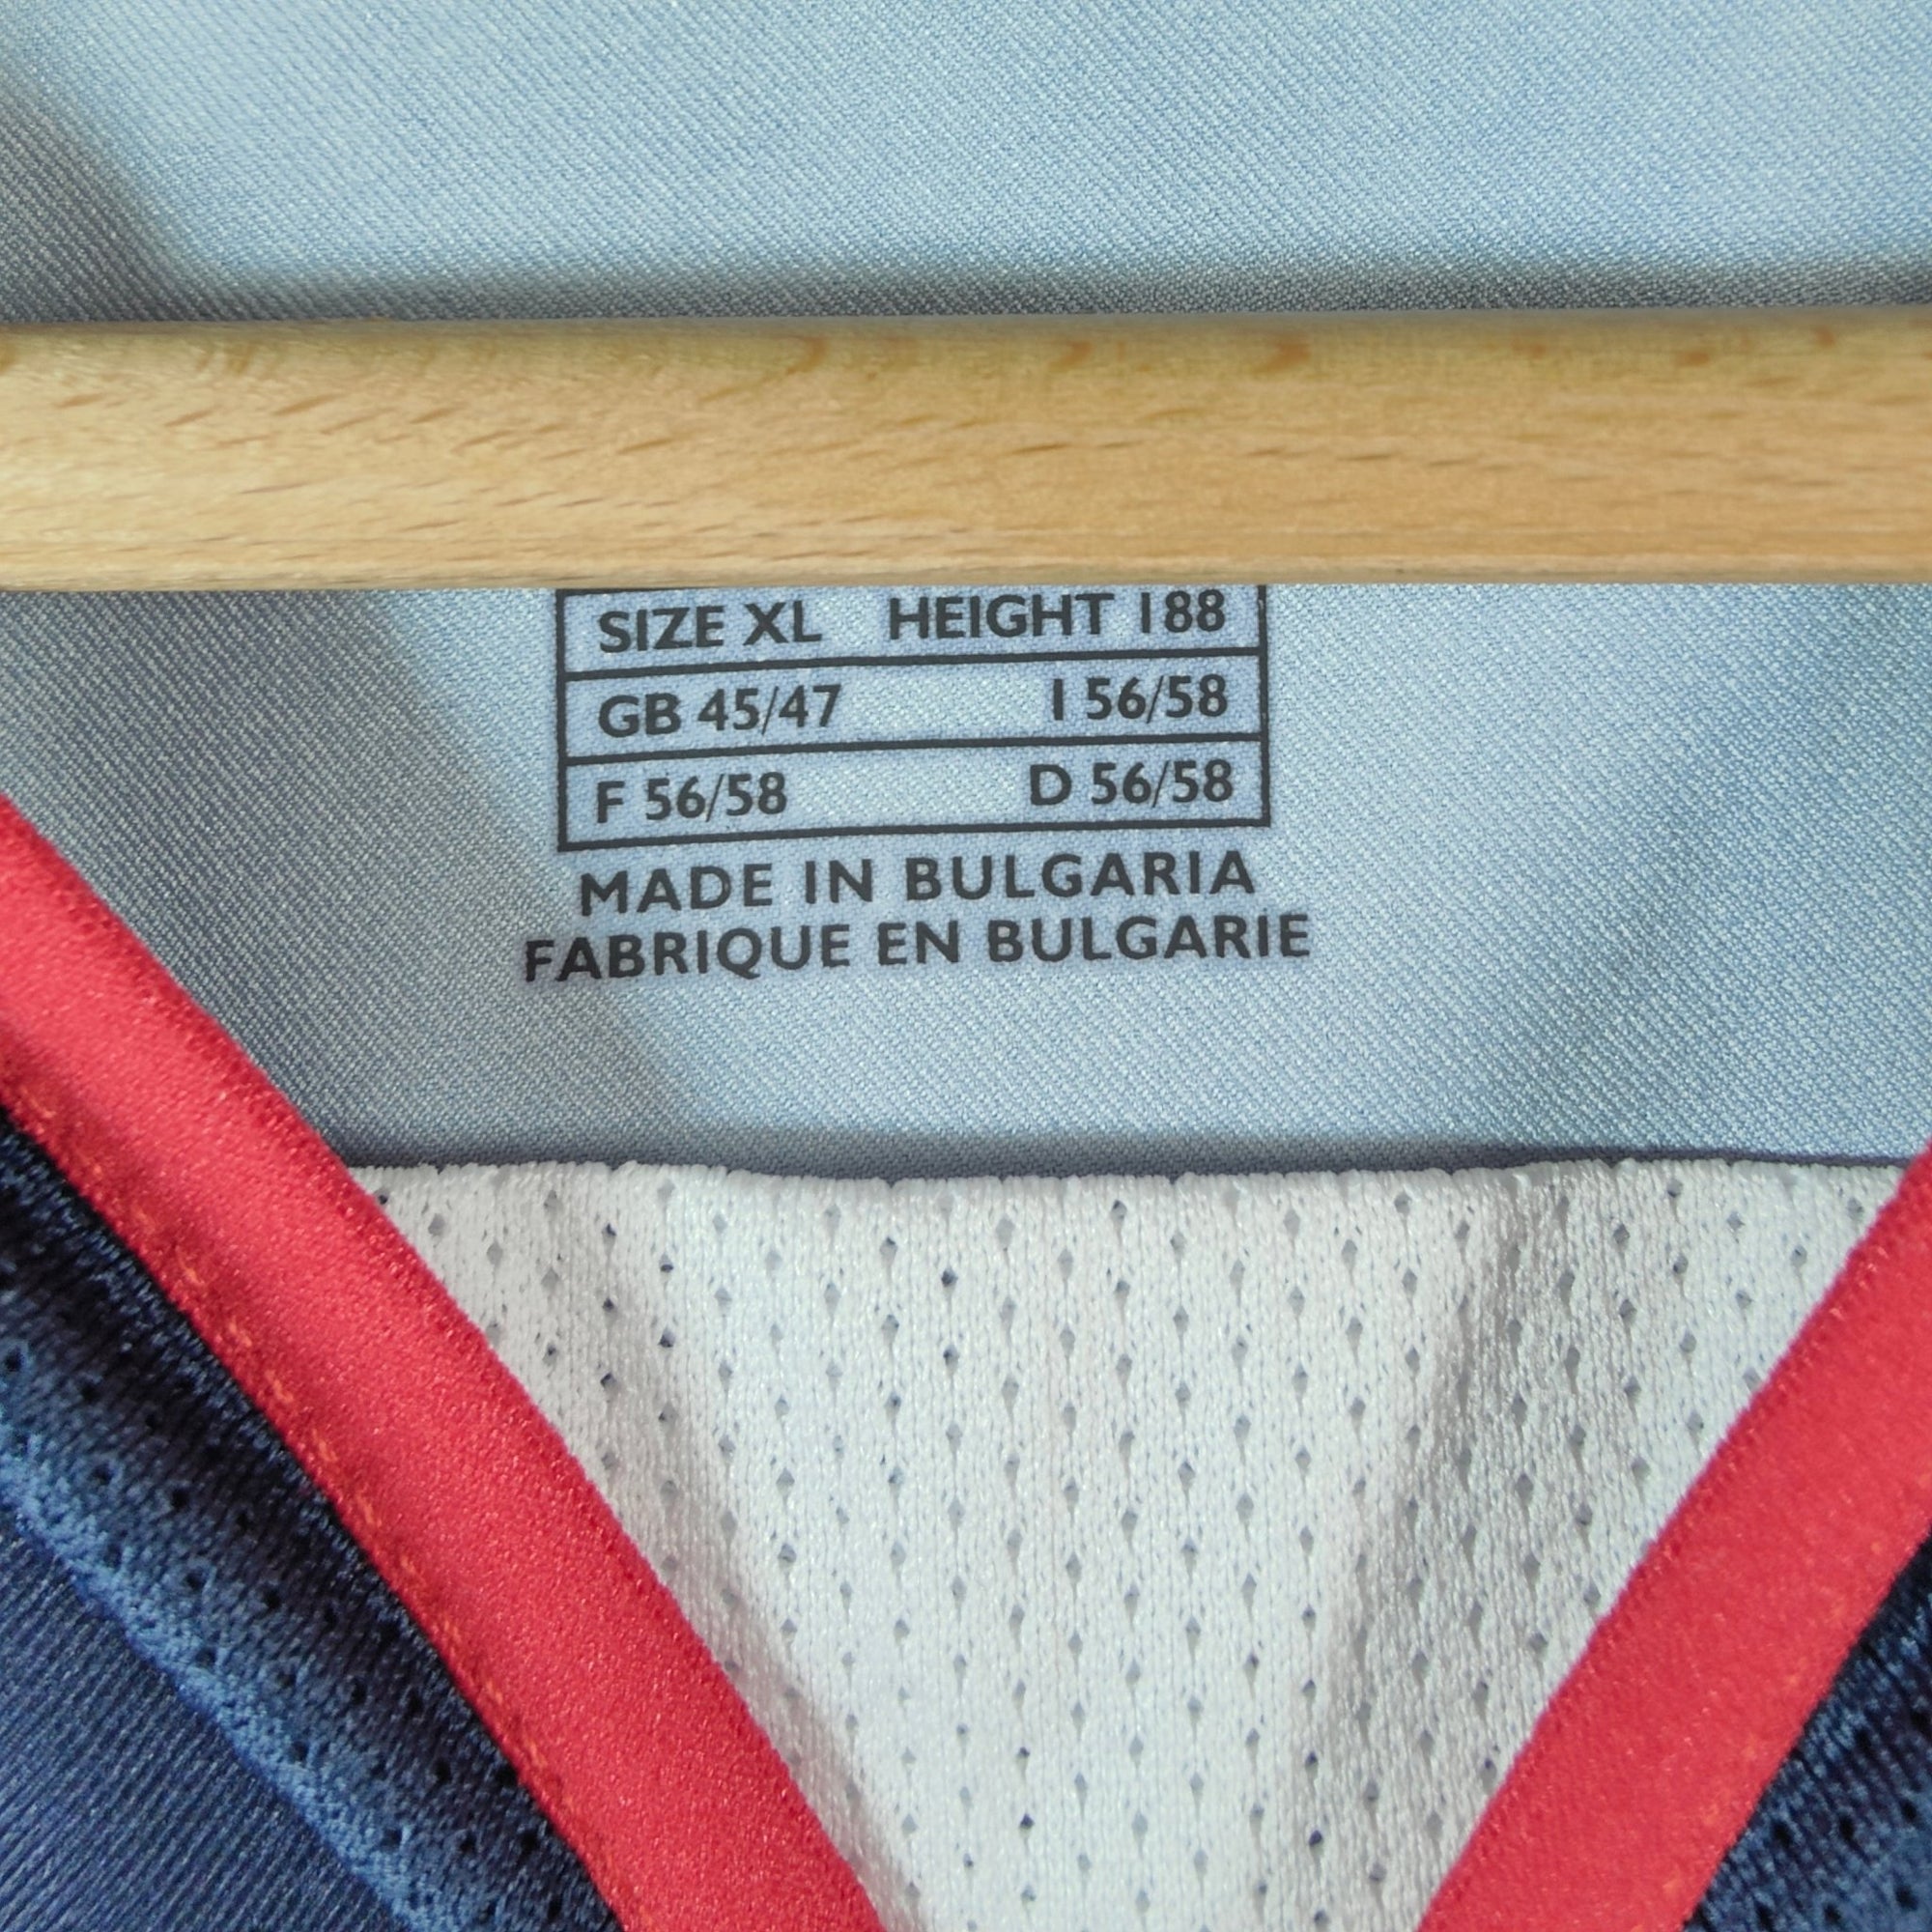 SIZE XL HEIGHT 188
GB 45/47 I 56/58
F 56/58 D 56/58
MADE IN BULGARIA
FABRIQUE EN BULGARIE